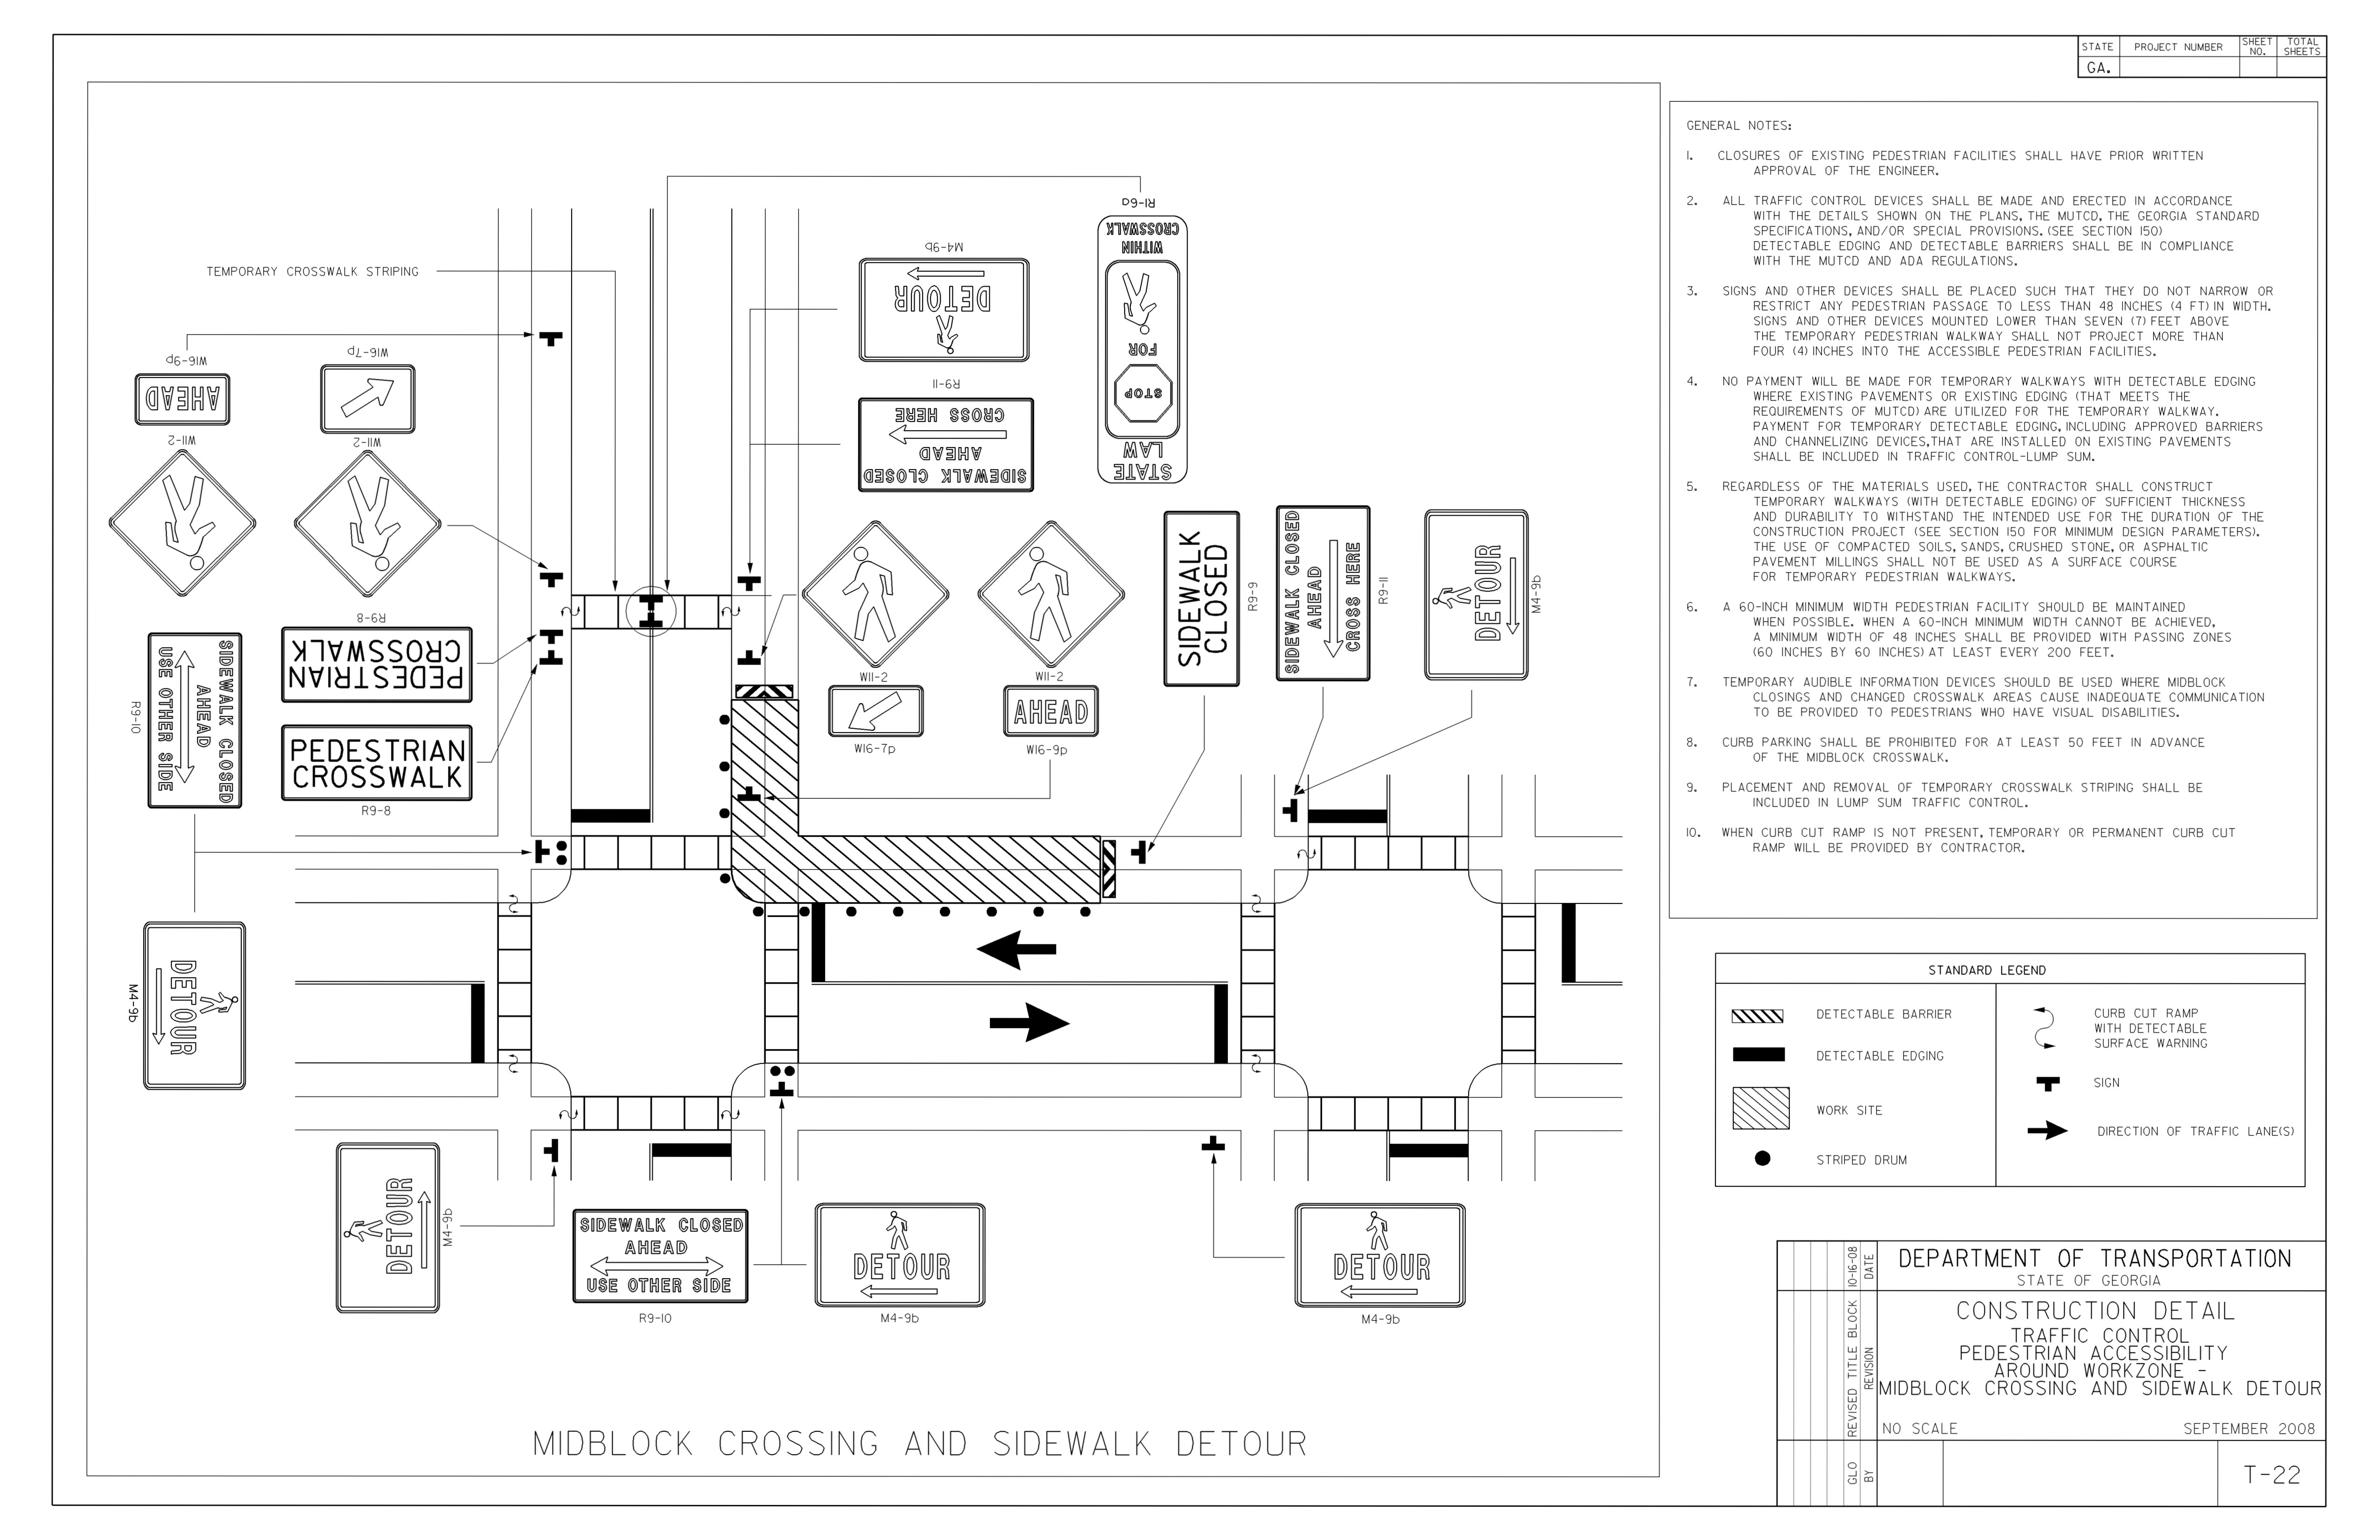 STATE
PROJECT NUMBER
SHEET NO.
TOTAL SHEETS
GA.
TEMPORARY CROSSWALK STRIPING
W16-9p
AHEAD
W11-2
W16-7p
W11-2
R9-8
PEDESTRIAN
CROSSWALK
PEDESTRIAN
CROSSWALK
R9-8
SIDEWALK CLOSED
AHEAD
USE OTHER SIDE
R9-10
DETOUR
M4-9b
M4-9b
DETOUR
R9-11
SIDEWALK CLOSED
AHEAD
CROSS HERE
R1-6a
STATE
LAW
STOP
FOR
WITHIN
CROSSWALK
W11-2
W16-7p
W11-2
AHEAD
W16-9p
SIDEWALK
CLOSED
R9-9
SIDEWALK CLOSED
AHEAD
CROSS HERE
R9-11
DETOUR
M4-9b
DETOUR
M4-9b
SIDEWALK CLOSED
AHEAD
USE OTHER SIDE
R9-10
DETOUR
M4-9b
DETOUR
M4-9b
MIDBLOCK CROSSING AND SIDEWALK DETOUR
GENERAL NOTES:
1. CLOSURES OF EXISTING PEDESTRIAN FACILITIES SHALL HAVE PRIOR WRITTEN
APPROVAL OF THE ENGINEER.
2. ALL TRAFFIC CONTROL DEVICES SHALL BE MADE AND ERECTED IN ACCORDANCE
WITH THE DETAILS SHOWN ON THE PLANS, THE MUTCD, THE GEORGIA STANDARD
SPECIFICATIONS, AND/OR SPECIAL PROVISIONS. (SEE SECTION 150)
DETECTABLE EDGING AND DETECTABLE BARRIERS SHALL BE IN COMPLIANCE
WITH THE MUTCD AND ADA REGULATIONS.
3. SIGNS AND OTHER DEVICES SHALL BE PLACED SUCH THAT THEY DO NOT NARROW OR
RESTRICT ANY PEDESTRIAN PASSAGE TO LESS THAN 48 INCHES (4 FT) IN WIDTH.
SIGNS AND OTHER DEVICES MOUNTED LOWER THAN SEVEN (7) FEET ABOVE
THE TEMPORARY PEDESTRIAN WALKWAY SHALL NOT PROJECT MORE THAN
FOUR (4) INCHES INTO THE ACCESSIBLE PEDESTRIAN FACILITIES.
4. NO PAYMENT WILL BE MADE FOR TEMPORARY WALKWAYS WITH DETECTABLE EDGING
WHERE EXISTING PAVEMENTS OR EXISTING EDGING (THAT MEETS THE
REQUIREMENTS OF MUTCD) ARE UTILIZED FOR THE TEMPORARY WALKWAY.
PAYMENT FOR TEMPORARY DETECTABLE EDGING, INCLUDING APPROVED BARRIERS
AND CHANNELIZING DEVICES, THAT ARE INSTALLED ON EXISTING PAVEMENTS
SHALL BE INCLUDED IN TRAFFIC CONTROL-LUMP SUM.
5. REGARDLESS OF THE MATERIALS USED, THE CONTRACTOR SHALL CONSTRUCT
TEMPORARY WALKWAYS (WITH DETECTABLE EDGING) OF SUFFICIENT THICKNESS
AND DURABILITY TO WITHSTAND THE INTENDED USE FOR THE DURATION OF THE
CONSTRUCTION PROJECT (SEE SECTION 150 FOR MINIMUM DESIGN PARAMETERS).
THE USE OF COMPACTED SOILS, SANDS, CRUSHED STONE, OR ASPHALTIC
PAVEMENT MILLINGS SHALL NOT BE USED AS A SURFACE COURSE
FOR TEMPORARY PEDESTRIAN WALKWAYS.
6. A 60-INCH MINIMUM WIDTH PEDESTRIAN FACILITY SHOULD BE MAINTAINED
WHEN POSSIBLE. WHEN A 60-INCH MINIMUM WIDTH CANNOT BE ACHIEVED,
A MINIMUM WIDTH OF 48 INCHES SHALL BE PROVIDED WITH PASSING ZONES
(60 INCHES BY 60 INCHES) AT LEAST EVERY 200 FEET.
7. TEMPORARY AUDIBLE INFORMATION DEVICES SHOULD BE USED WHERE MIDBLOCK
CLOSINGS AND CHANGED CROSSWALK AREAS CAUSE INADEQUATE COMMUNICATION
TO BE PROVIDED TO PEDESTRIANS WHO HAVE VISUAL DISABILITIES.
8. CURB PARKING SHALL BE PROHIBITED FOR AT LEAST 50 FEET IN ADVANCE
OF THE MIDBLOCK CROSSWALK.
9. PLACEMENT AND REMOVAL OF TEMPORARY CROSSWALK STRIPING SHALL BE
INCLUDED IN LUMP SUM TRAFFIC CONTROL.
10. WHEN CURB CUT RAMP IS NOT PRESENT, TEMPORARY OR PERMANENT CURB CUT
RAMP WILL BE PROVIDED BY CONTRACTOR.
STANDARD LEGEND
DETECTABLE BARRIER
DETECTABLE EDGING
WORK SITE
STRIPED DRUM
CURB CUT RAMP
WITH DETECTABLE
SURFACE WARNING
SIGN
DIRECTION OF TRAFFIC LANE(S)
10-16-08
DATE
REVISED TITLE BLOCK
REVISION
GLO
BY
DEPARTMENT OF TRANSPORTATION
STATE OF GEORGIA
CONSTRUCTION DETAIL
TRAFFIC CONTROL
PEDESTRIAN ACCESSIBILITY
AROUND WORKZONE -
MIDBLOCK CROSSING AND SIDEWALK DETOUR
NO SCALE
SEPTEMBER 2008
T-22